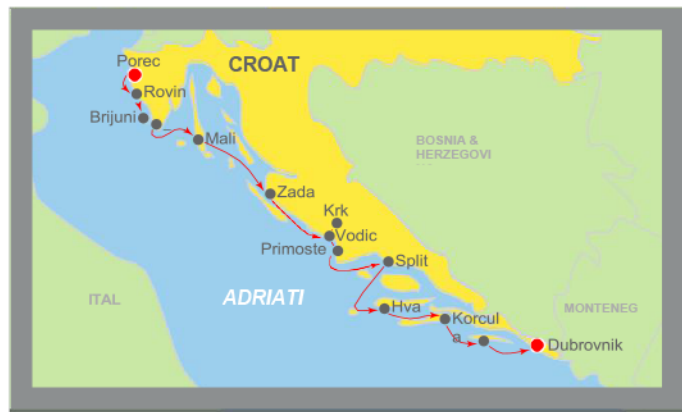 Porec
CROAT
Rovin
Brijuni
Mali
BOSNIA &
HERZEGOVI
Zada
Krk
Vodic
Primoste
Split
ITAL
ADRIATI
Hva
MONTENEG
Korcul
a
Dubrovnik